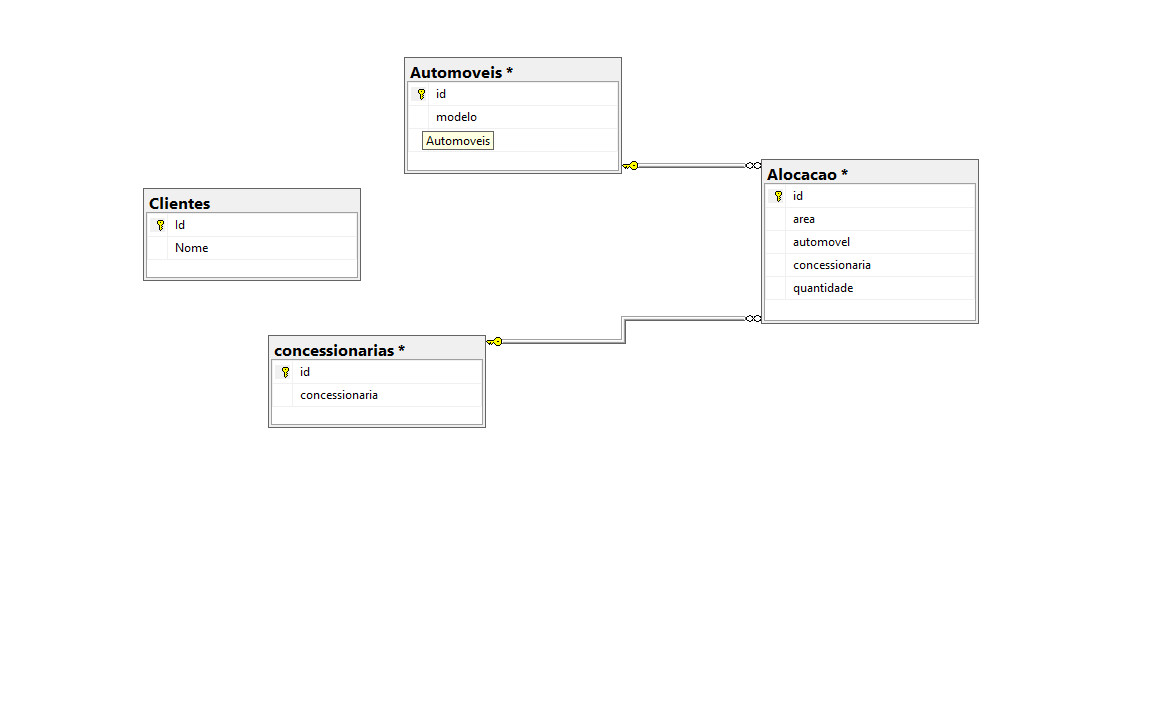 Automoveis *
id
modelo
Automoveis
Alocacao *
id
area
automovel
concessionaria
quantidade
Clientes
Id
Nome
concessionarias *
id
concessionaria